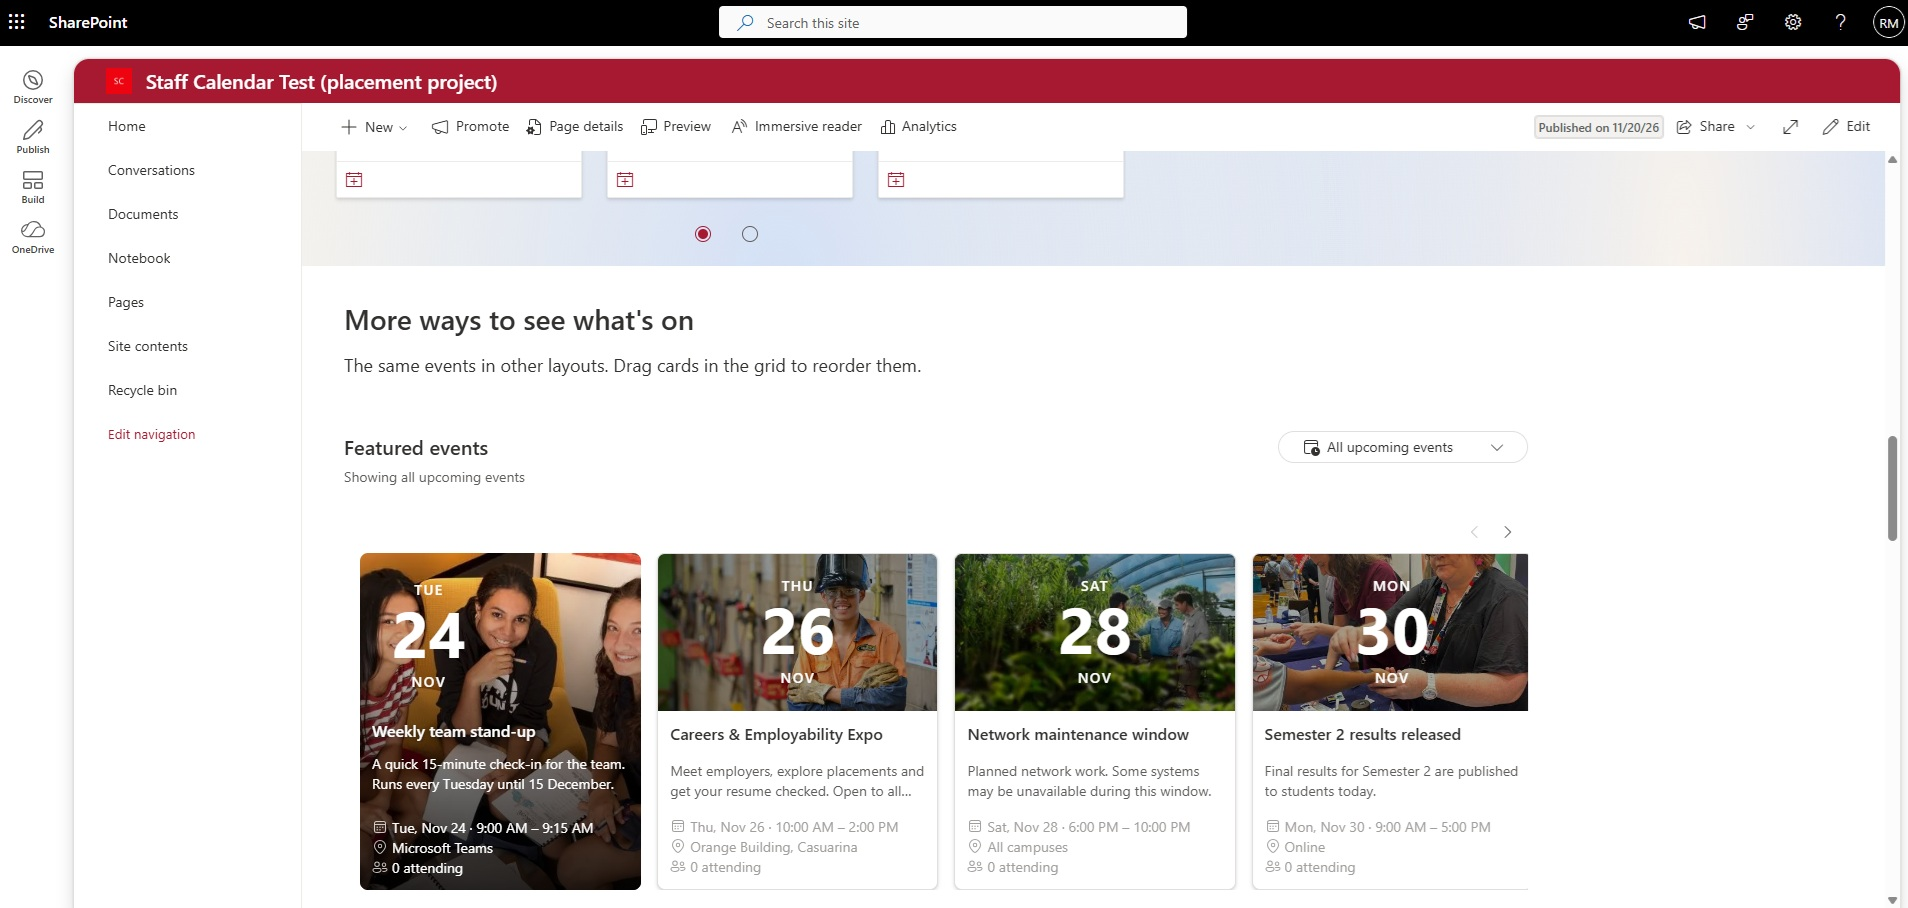 SharePoint
Search this site
RM
Discover
Publish
Build
OneDrive
SC
Staff Calendar Test (placement project)
Home
Conversations
Documents
Notebook
Pages
Site contents
Recycle bin
Edit navigation
New
Promote
Page details
Preview
Immersive reader
Analytics
Published on 11/20/26
Share
Edit
More ways to see what's on
The same events in other layouts. Drag cards in the grid to reorder them.
Featured events
Showing all upcoming events
All upcoming events
TUE
24
NOV
Weekly team stand-up
A quick 15-minute check-in for the team.
Runs every Tuesday until 15 December.
Tue, Nov 24 · 9:00 AM – 9:15 AM
Microsoft Teams
0 attending
THU
26
NOV
Careers & Employability Expo
Meet employers, explore placements and
get your resume checked. Open to all...
Thu, Nov 26 · 10:00 AM – 2:00 PM
Orange Building, Casuarina
0 attending
SAT
28
NOV
Network maintenance window
Planned network work. Some systems
may be unavailable during this window.
Sat, Nov 28 · 6:00 PM – 10:00 PM
All campuses
0 attending
MON
30
NOV
Semester 2 results released
Final results for Semester 2 are published
to students today.
Mon, Nov 30 · 9:00 AM – 5:00 PM
Online
0 attending